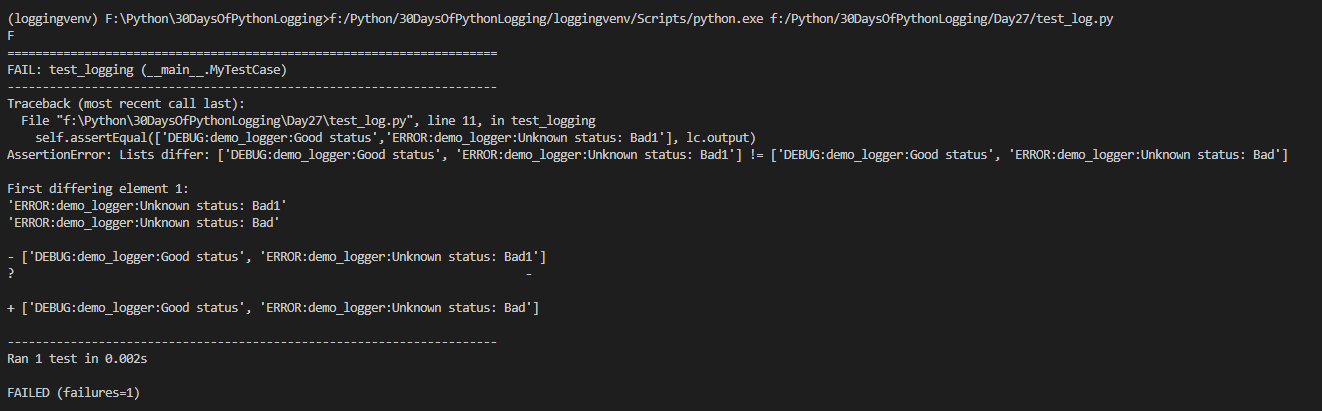 (loggingvenv) F:\Python\30DaysOfPythonLogging>f:/Python/30DaysOfPythonLogging/loggingvenv/Scripts/python.exe f:/Python/30DaysOfPythonLogging/Day27/test_log.py
F
======================================================================
FAIL: test_logging (__main__.MyTestCase)
----------------------------------------------------------------------
Traceback (most recent call last):
  File "f:\Python\30DaysOfPythonLogging\Day27\test_log.py", line 11, in test_logging
    self.assertEqual(['DEBUG:demo_logger:Good status','ERROR:demo_logger:Unknown status: Bad1'], lc.output)
AssertionError: Lists differ: ['DEBUG:demo_logger:Good status', 'ERROR:demo_logger:Unknown status: Bad1'] != ['DEBUG:demo_logger:Good status', 'ERROR:demo_logger:Unknown status: Bad']

First differing element 1:
'ERROR:demo_logger:Unknown status: Bad1'
'ERROR:demo_logger:Unknown status: Bad'

- ['DEBUG:demo_logger:Good status', 'ERROR:demo_logger:Unknown status: Bad1']
?                                                                          -

+ ['DEBUG:demo_logger:Good status', 'ERROR:demo_logger:Unknown status: Bad']

----------------------------------------------------------------------
Ran 1 test in 0.002s

FAILED (failures=1)